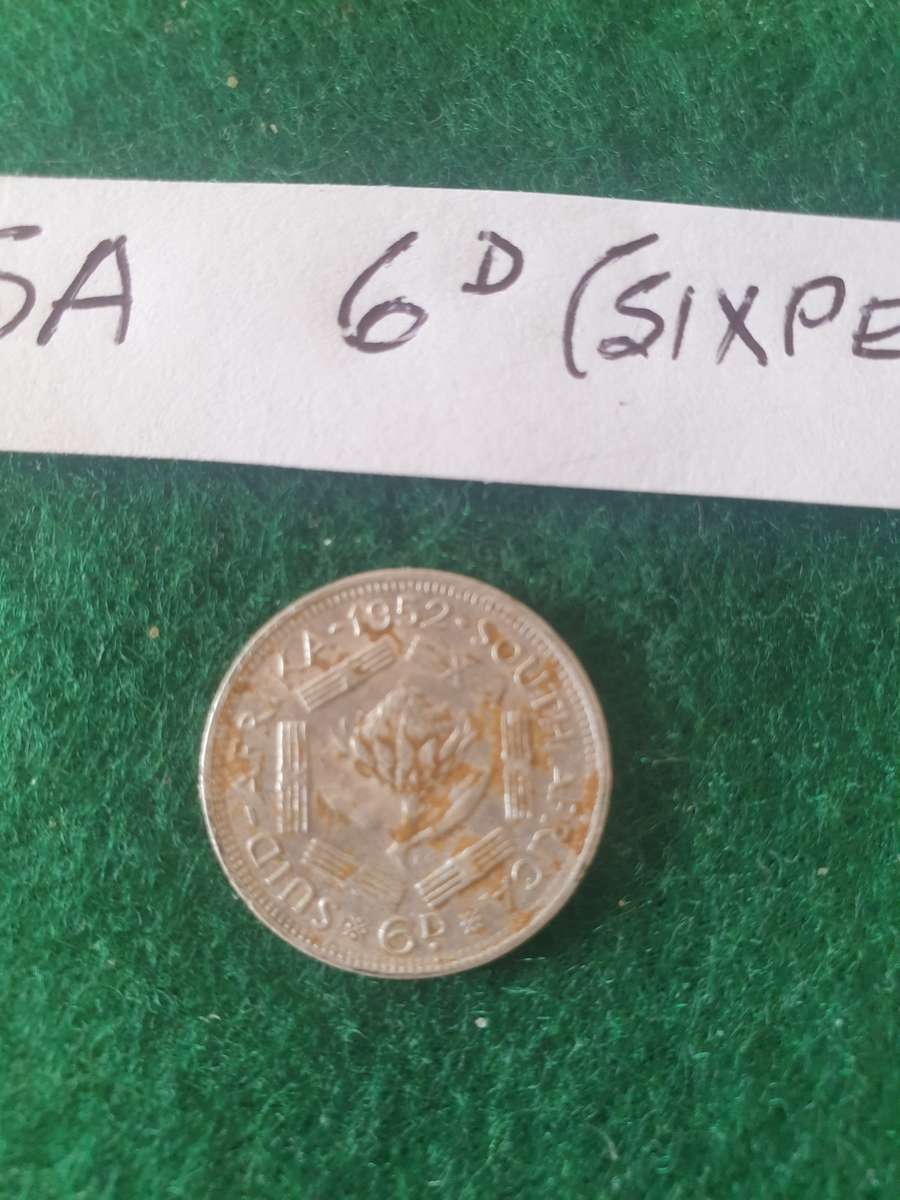 SA 6D (SIXPE
SUID-AFRIKA·1952·SOUTH AFRICA
* 6D. *